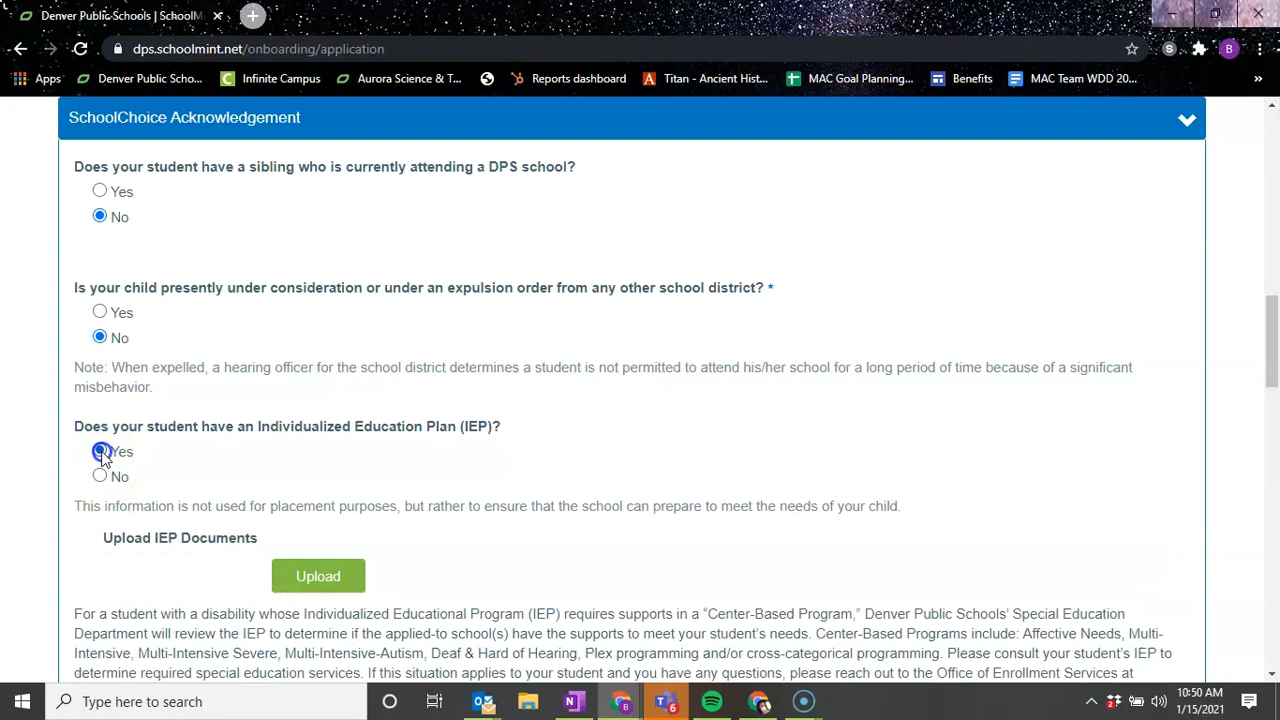 Denver Public Schools | SchoolM
dps.schoolmint.net/onboarding/application
S
B
Apps
Denver Public Scho...
Infinite Campus
Aurora Science & T...
Reports dashboard
Titan - Ancient Hist...
MAC Goal Planning...
Benefits
MAC Team WDD 20...
»
SchoolChoice Acknowledgement
Does your student have a sibling who is currently attending a DPS school?
Yes
No
Is your child presently under consideration or under an expulsion order from any other school district? *
Yes
No
Note: When expelled, a hearing officer for the school district determines a student is not permitted to attend his/her school for a long period of time because of a significant
misbehavior.
Does your student have an Individualized Education Plan (IEP)?
Yes
No
This information is not used for placement purposes, but rather to ensure that the school can prepare to meet the needs of your child.
Upload IEP Documents
Upload
For a student with a disability whose Individualized Educational Program (IEP) requires supports in a “Center-Based Program,” Denver Public Schools’ Special Education
Department will review the IEP to determine if the applied-to school(s) have the supports to meet your student’s needs. Center-Based Programs include: Affective Needs, Multi-
Intensive, Multi-Intensive Severe, Multi-Intensive-Autism, Deaf & Hard of Hearing, Plex programming and/or cross-categorical programming. Please consult your student’s IEP to
determine required special education services. If this situation applies to your student and you have any questions, please reach out to the Office of Enrollment Services at
Type here to search
6
10:50 AM
1/15/2021